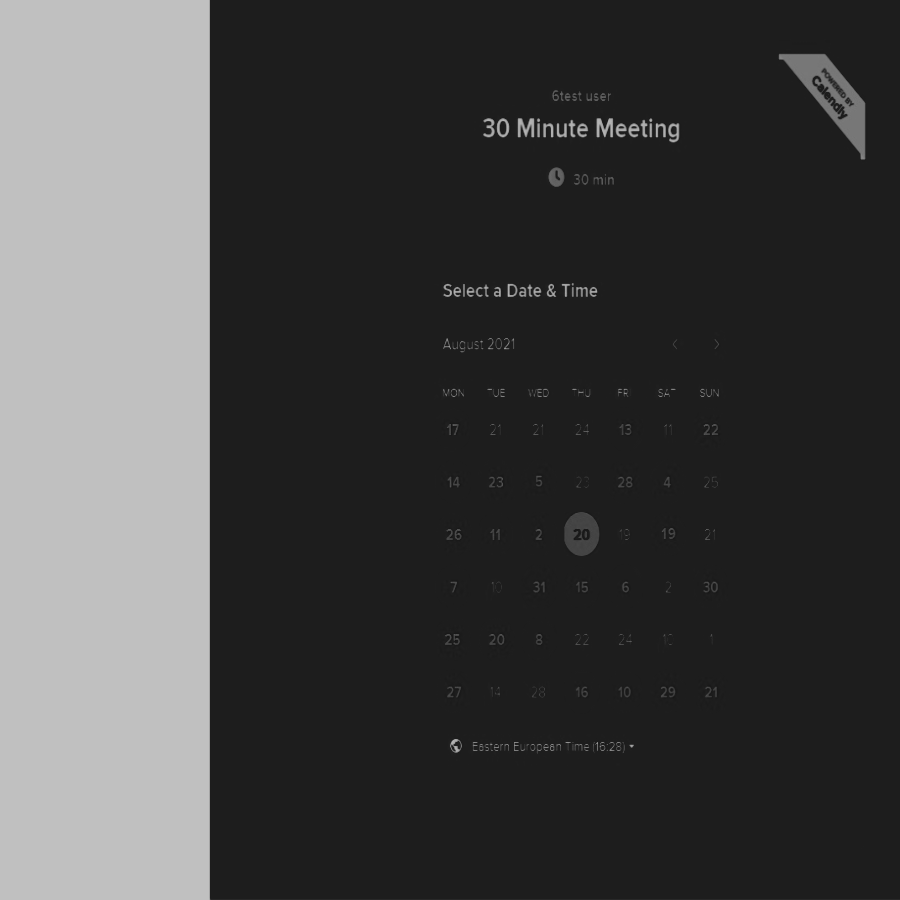 POWERED BY
Calendly
6test user
30 Minute Meeting
30 min
Select a Date & Time
August 2021
MON TUE WED THU FRI SAT SUN
17 21 21 24 13 11 22
14 23 5 23 28 4 25
26 11 2 20 19 19 21
7 10 31 15 6 2 30
25 20 8 22 24 1
27 14 28 16 10 29 21
Eastern European Time (16:28)